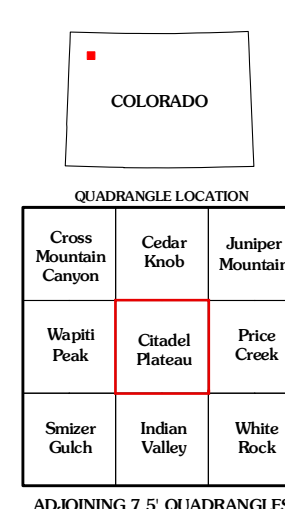 COLORADO
QUADRANGLE LOCATION
Cross
Mountain
Canyon
Cedar
Knob
Juniper
Mountain
Wapiti
Peak
Citadel
Plateau
Price
Creek
Smizer
Gulch
Indian
Valley
White
Rock
ADJOINING 7.5' QUADRANGLES